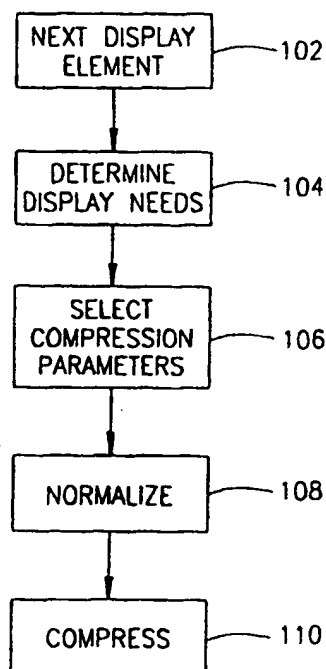 NEXT DISPLAY
ELEMENT
102
DETERMINE
DISPLAY NEEDS
104
SELECT
COMPRESSION
PARAMETERS
106
NORMALIZE
108
COMPRESS
110